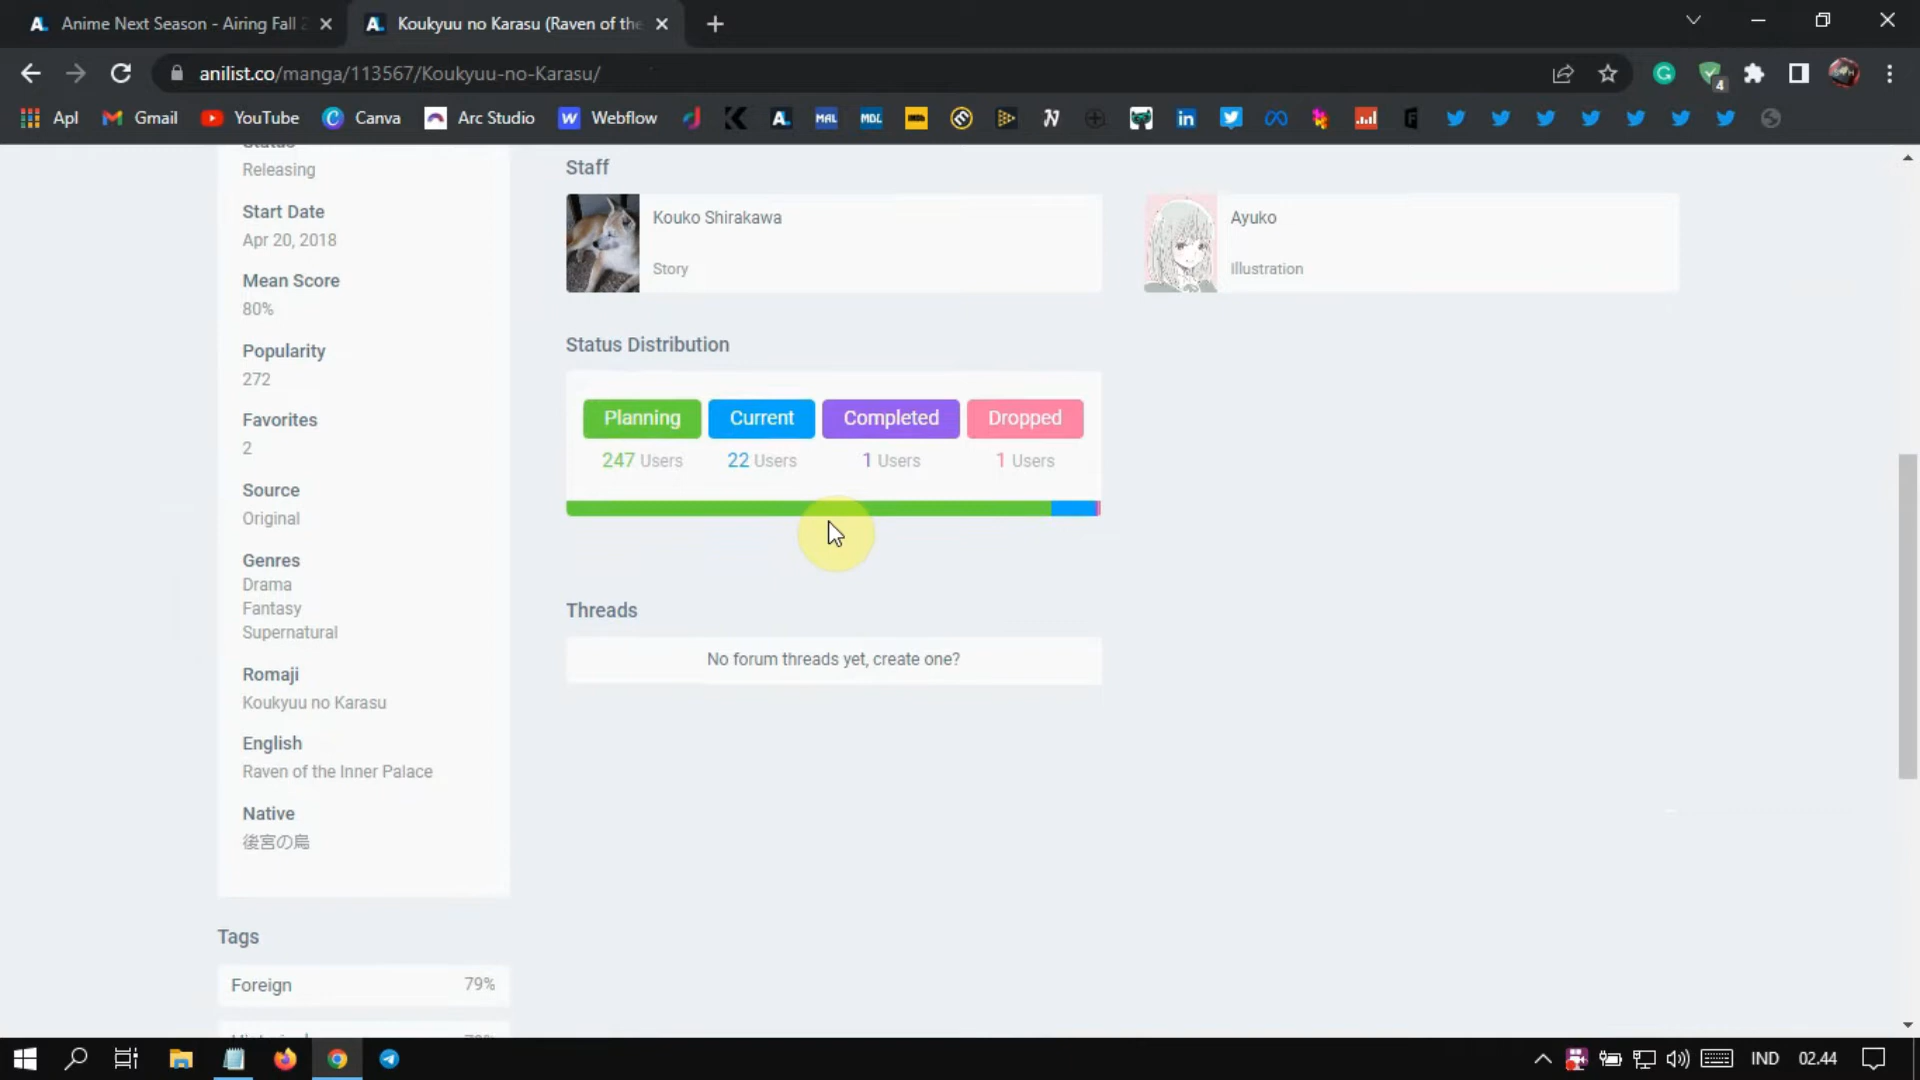 Anime Next Season - Airing Fall
Koukyuu no Karasu (Raven of the
anilist.co/manga/113567/Koukyuu-no-Karasu/
4
Apl
Gmail
YouTube
Canva
Arc Studio
Webflow
MAL
MDL
Status
Releasing
Start Date
Apr 20, 2018
Mean Score
80%
Popularity
272
Favorites
2
Source
Original
Genres
Drama
Fantasy
Supernatural
Romaji
Koukyuu no Karasu
English
Raven of the Inner Palace
Native
後宮の烏
Tags
Foreign
79%
Staff
Kouko Shirakawa
Story
Ayuko
Illustration
Status Distribution
Planning
Current
Completed
Dropped
247 Users
22 Users
1 Users
1 Users
Threads
No forum threads yet, create one?
IND
02.44